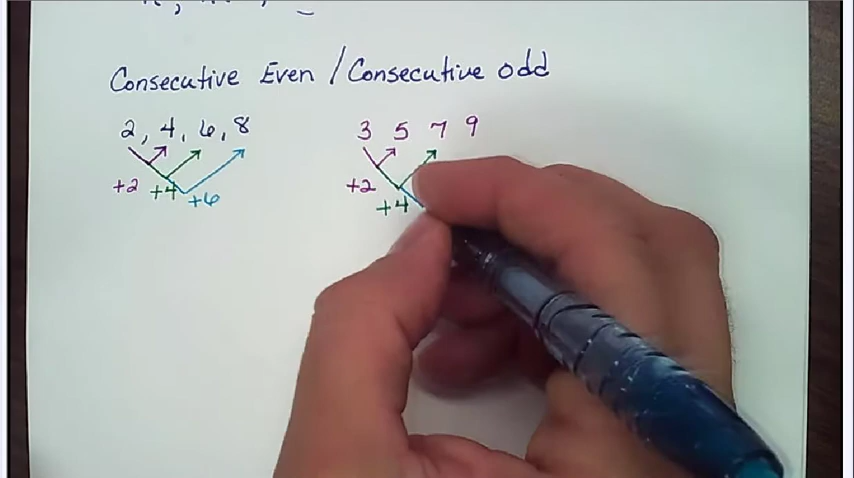 Consecutive Even / Consecutive odd
2, 4, 6, 8 3 5 7 9
+2 +4 +6 +2
+4